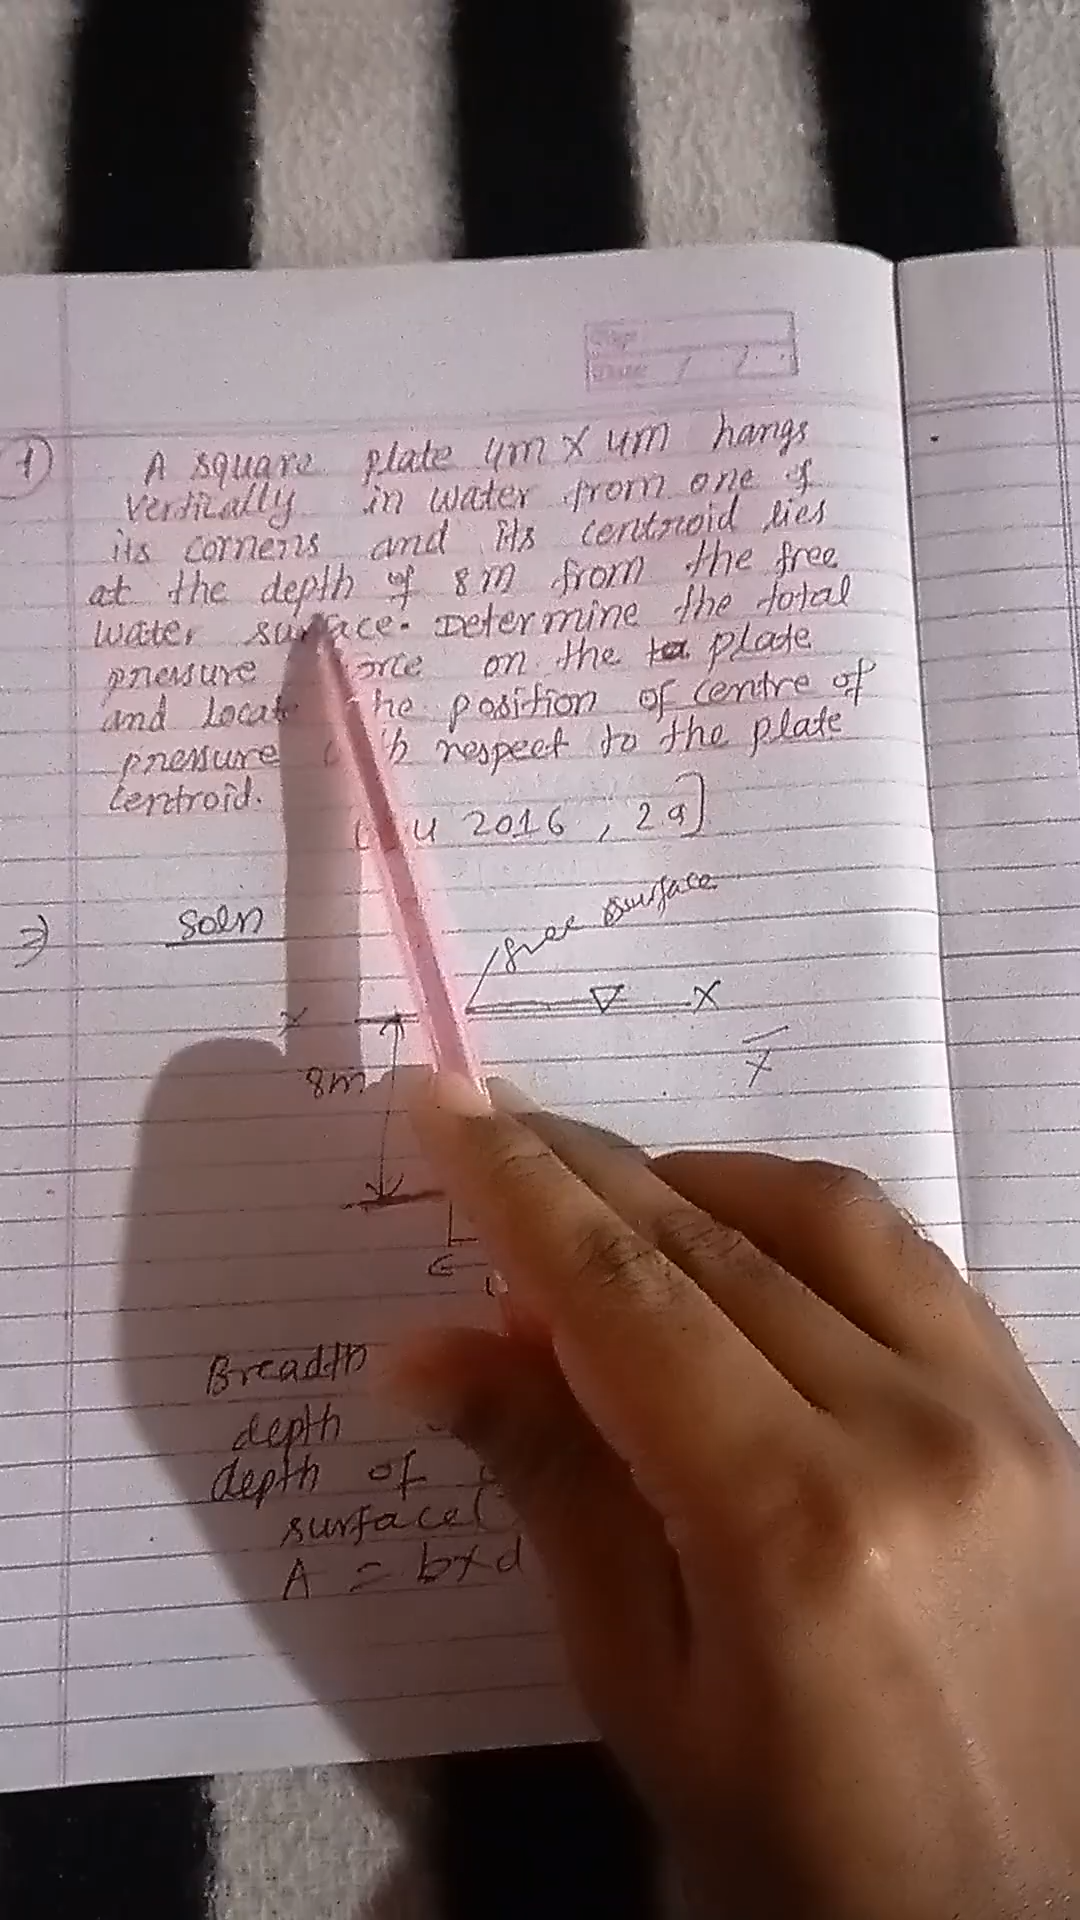 1
A square plate 4m x 4m hangs
vertically in water from one of
its corners and its centroid lies
at the depth of 8m from the free
water surface. Determine the total
pressure on the plate
and the position of centre of
pressure respect to the plate
Centroid.
2016, 2a]
=) Soln
free surface
x ▽ X
8m
x̄
Breadth
depth
depth of
surface(
A = b×d